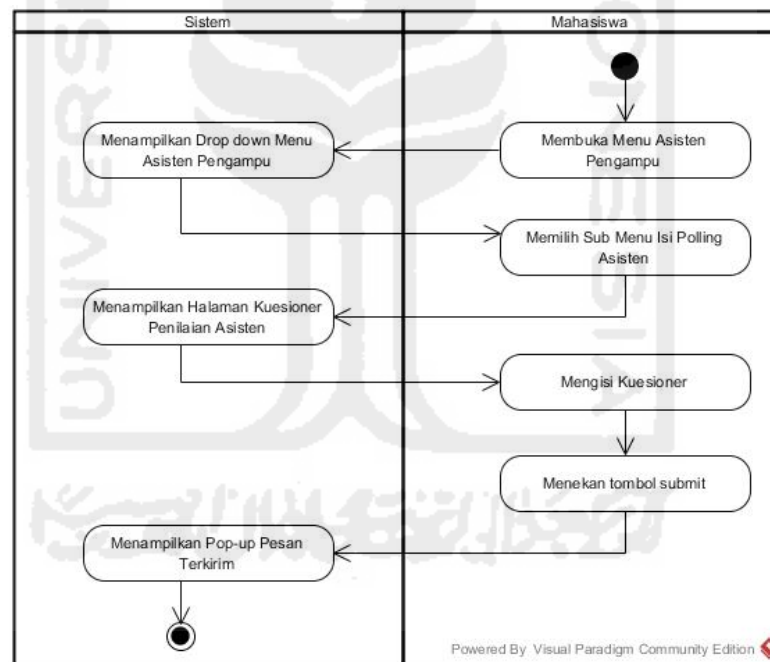 Sistem
Mahasiswa
Membuka Menu Asisten
Pengampu
Menampilkan Drop down Menu
Asisten Pengampu
Memilih Sub Menu Isi Polling
Asisten
Menampilkan Halaman Kuesioner
Penilaian Asisten
Mengisi Kuesioner
Menekan tombol submit
Menampilkan Pop-up Pesan
Terkirim
Powered By Visual Paradigm Community Edition